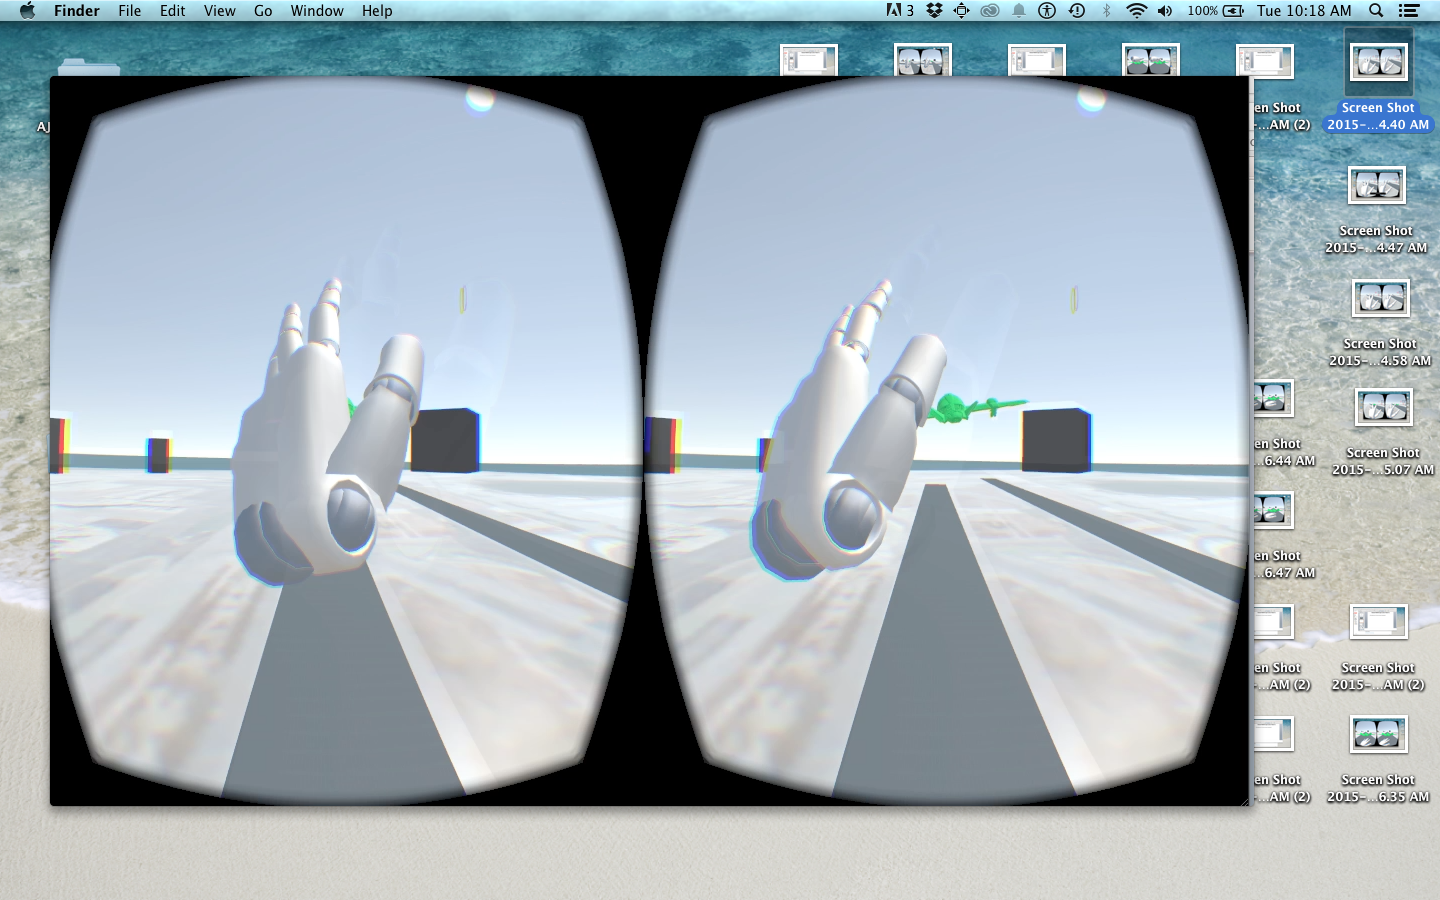 Finder File Edit View Go Window Help 3 100% Tue 10:18 AM
AJ
en Shot
-...AM (2)
Screen Shot
2015-...4.40 AM
Screen Shot
2015-...4.47 AM
Screen Shot
2015-...4.58 AM
en Shot
...6.44 AM
Screen Shot
2015-...5.07 AM
en Shot
...6.47 AM
en Shot
-...AM (2)
Screen Shot
2015-...AM (2)
en Shot
-...AM (2)
Screen Shot
2015-...6.35 AM